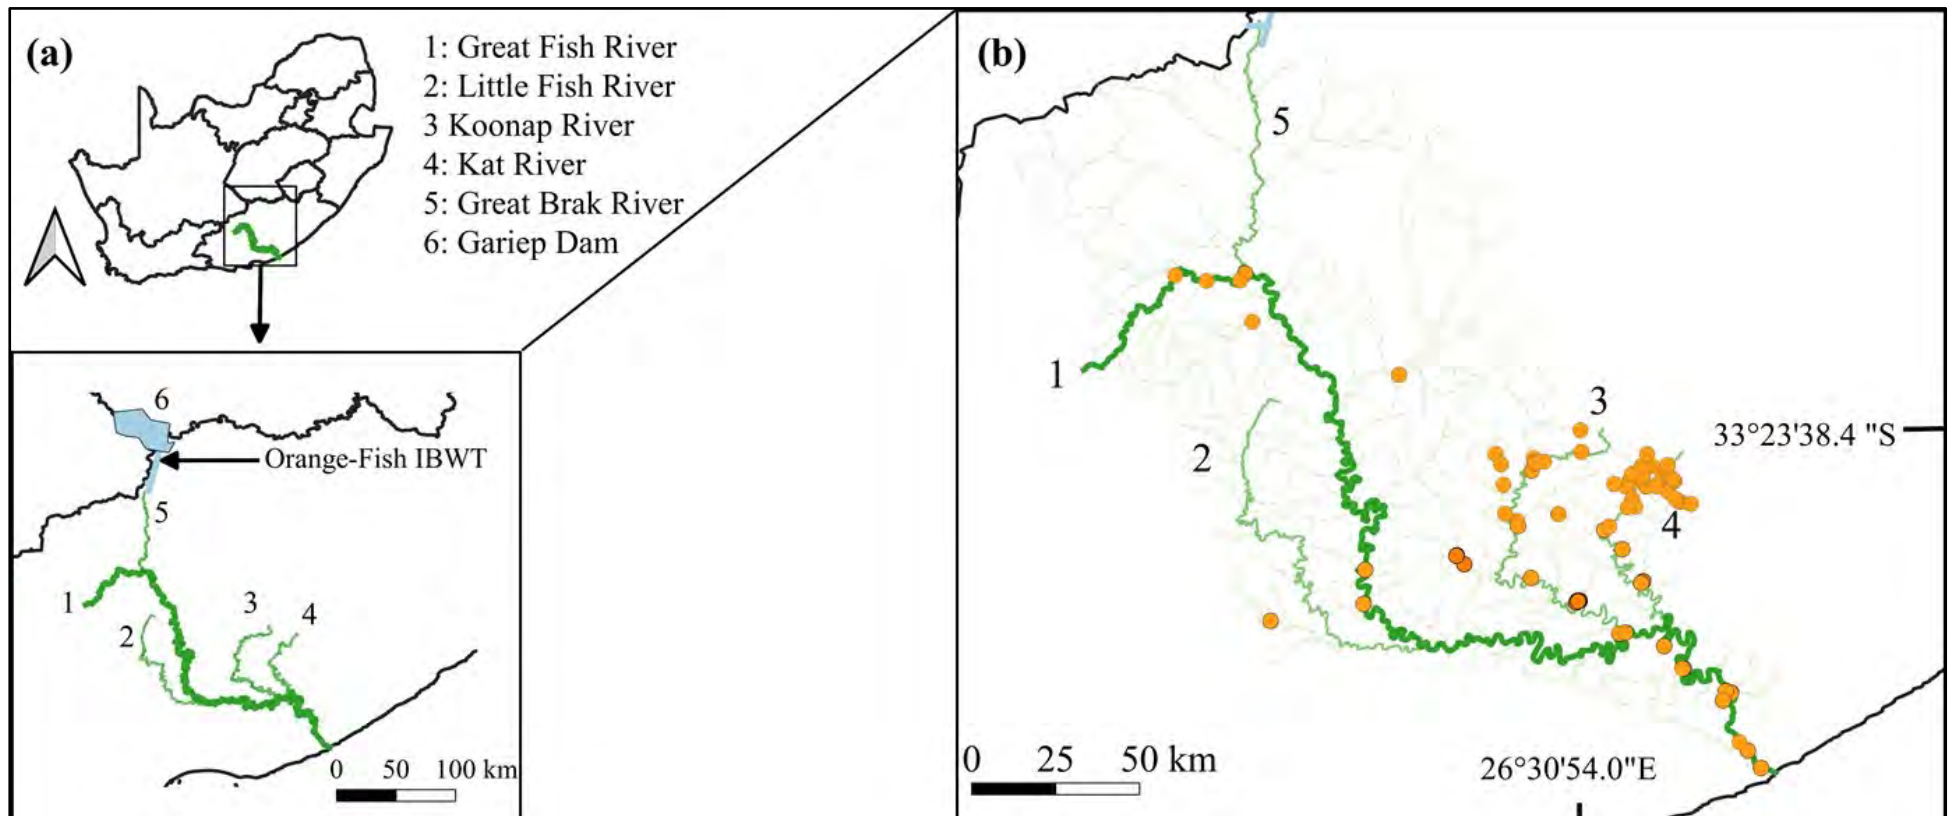 (a)
1: Great Fish River
2: Little Fish River
3 Koonap River
4: Kat River
5: Great Brak River
6: Gariep Dam
6
Orange-Fish IBWT
5
1
2
3
4
0 50 100 km
(b)
5
1
2
3
4
33°23'38.4 "S
0 25 50 km
26°30'54.0"E